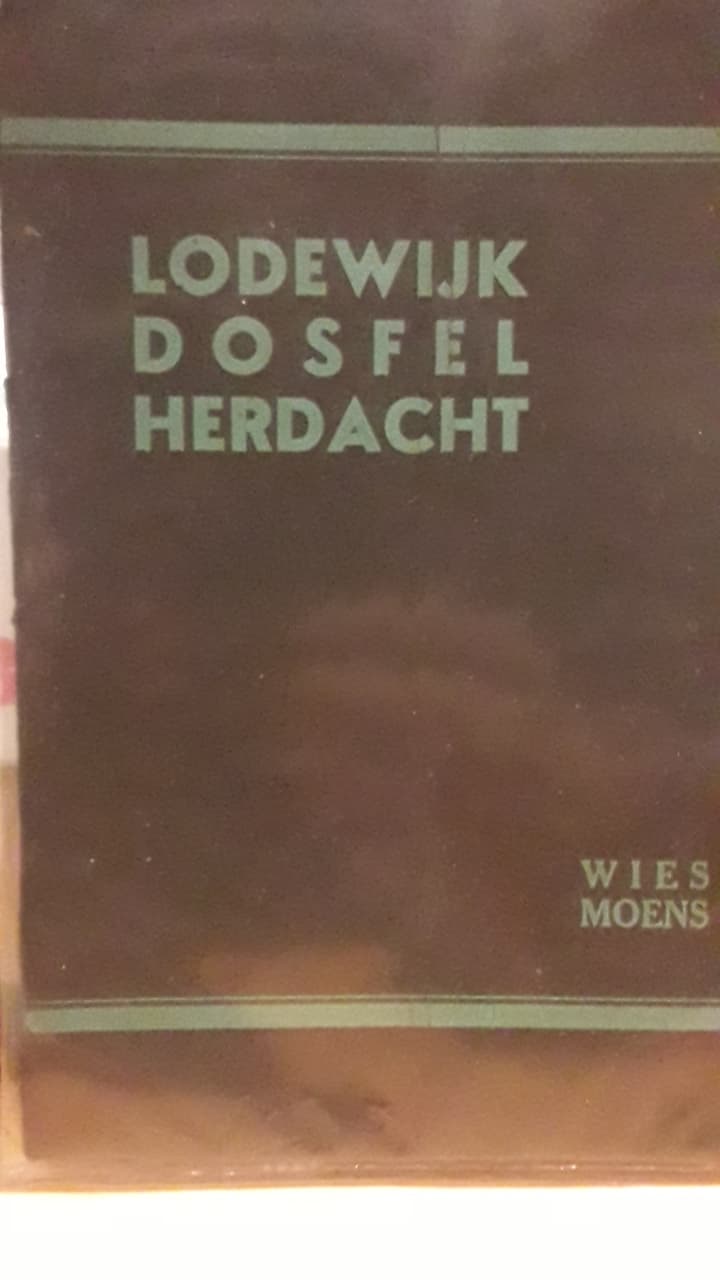 LODEWIJK
DOSFEL
HERDACHT
WIES
MOENS